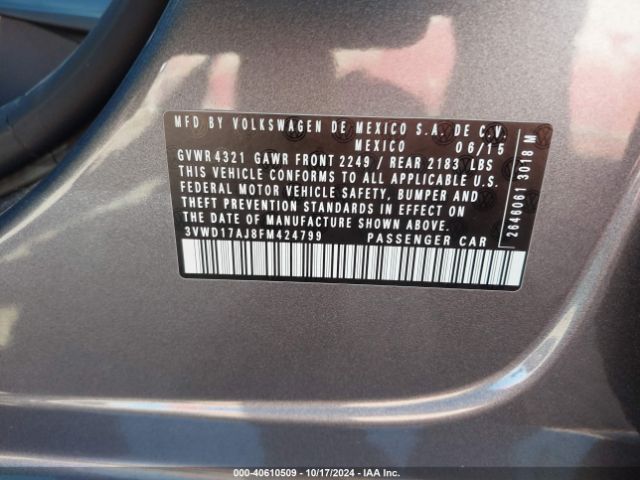 MFD BY VOLKSWAGEN DE MEXICO S.A. DE C.V.
MEXICO 06/15
GVWR 4321 GAWR FRONT 2249 / REAR 2183 LBS
THIS VEHICLE CONFORMS TO ALL APPLICABLE U.S.
FEDERAL MOTOR VEHICLE SAFETY, BUMPER AND
THEFT PREVENTION STANDARDS IN EFFECT ON
THE DATE OF MANUFACTURE SHOWN ABOVE.
3VWD17AJ8FM424799 PASSENGER CAR
2646061 3018 M
000-40610509 - 10/17/2024 - IAA Inc.